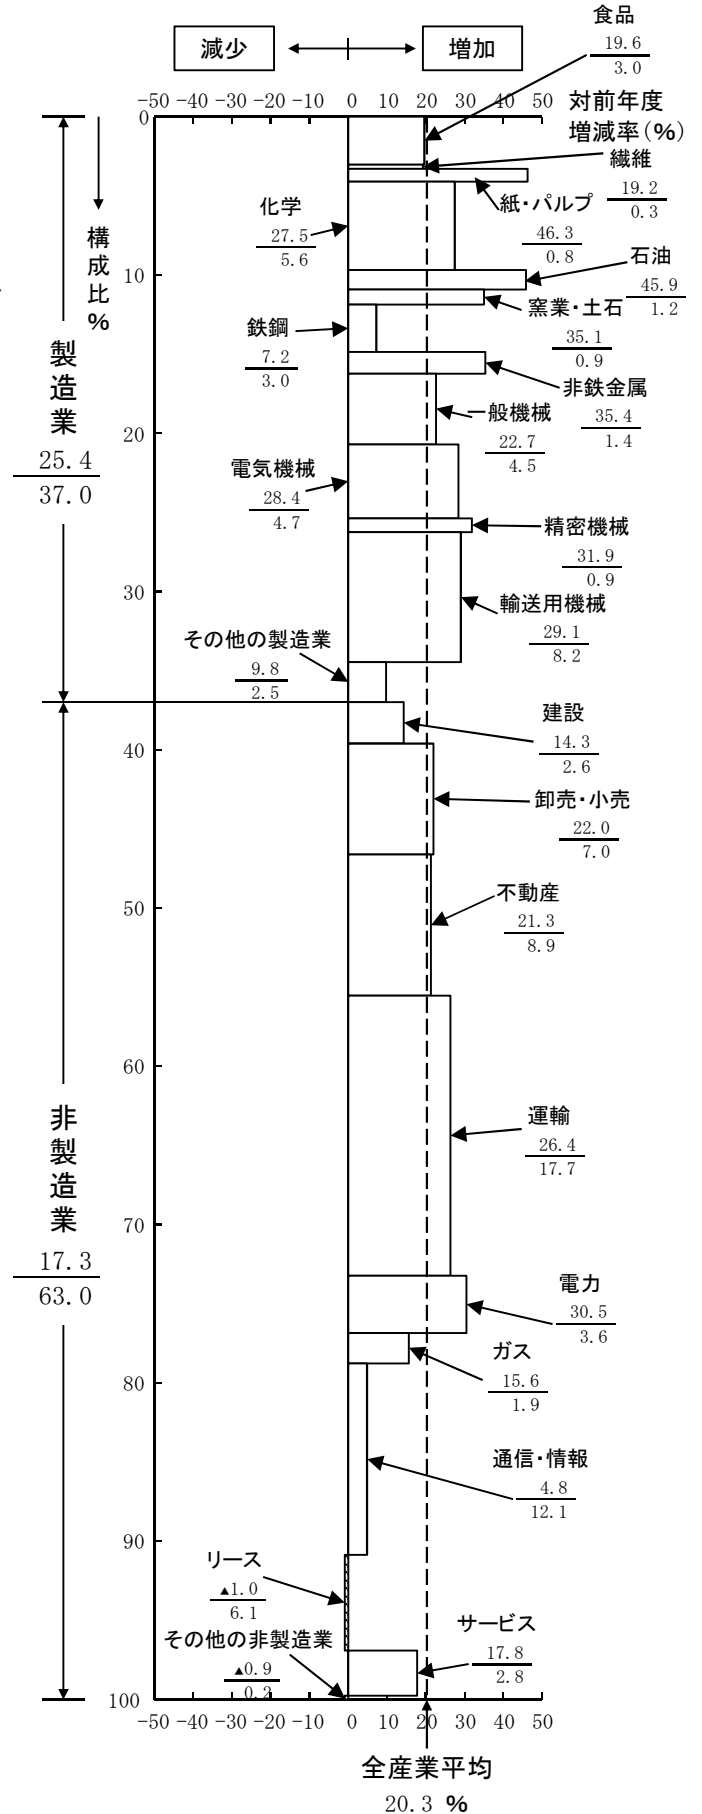 減少
増加
-50 -40 -30 -20 -10 0 10 20 30 40 50
対前年度
増減率(%)
構成比%
0
10
20
30
40
50
60
70
80
90
100
製造業
25.4
37.0
非製造業
17.3
63.0
食品
19.6
3.0
繊維
19.2
0.3
紙・パルプ
46.3
0.8
化学
27.5
5.6
石油
45.9
1.2
窯業・土石
35.1
0.9
鉄鋼
7.2
3.0
非鉄金属
35.4
1.4
一般機械
22.7
4.5
電気機械
28.4
4.7
精密機械
31.9
0.9
輸送用機械
29.1
8.2
その他の製造業
9.8
2.5
建設
14.3
2.6
卸売・小売
22.0
7.0
不動産
21.3
8.9
運輸
26.4
17.7
電力
30.5
3.6
ガス
15.6
1.9
通信・情報
4.8
12.1
リース
▲1.0
6.1
サービス
17.8
2.8
その他の非製造業
▲0.9
0.2
-50 -40 -30 -20 -10 0 10 20 30 40 50
全産業平均
20.3 %